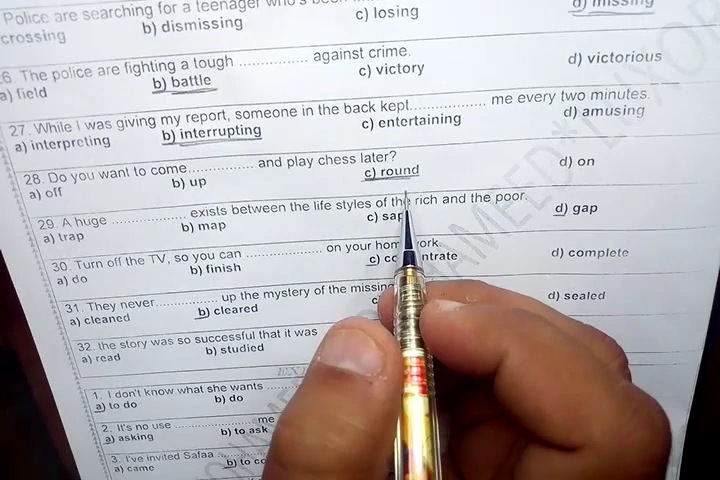 Police are searching for a teenager who's
crossing b) dismissing c) losing d) missing
26. The police are fighting a tough ................ against crime.
a) field b) battle c) victory d) victorious
27. While I was giving my report, someone in the back kept.................. me every two minutes.
a) interpreting b) interrupting c) entertaining d) amusing
28. Do you want to come................ and play chess later?
a) off b) up c) round d) on
29. A huge .................. exists between the life styles of the rich and the poor.
a) trap b) map c) d) gap
30. Turn off the TV, so you can .................. on your
a) do b) finish c) d) complete
31. They never............... up the mystery of the
a) cleaned b) cleared d) sealed
32. the story was so successful that it was
a) read b) studied
1. I don't know what she wants
a) to do b) do
2. It's no use ................ me
a) asking b) to ask
3. I've invited Safaa
a) came